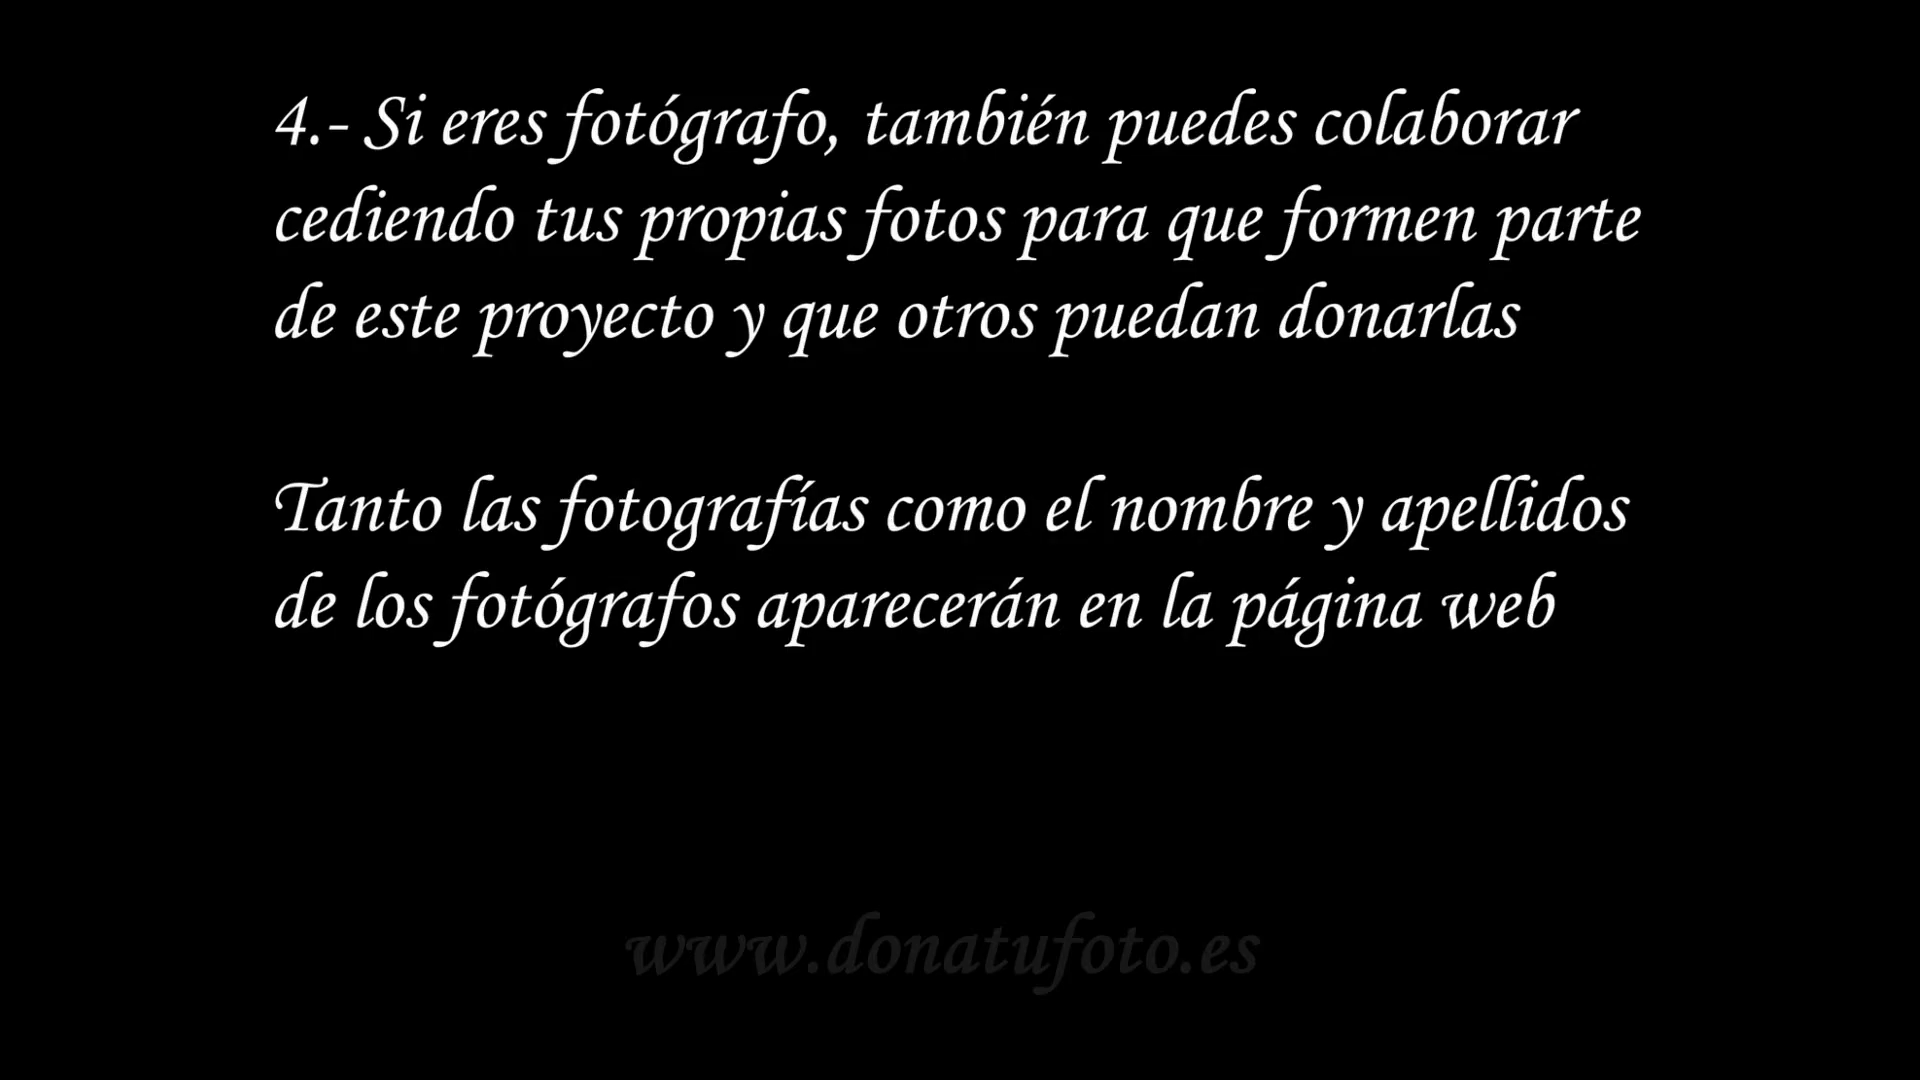 4.- Si eres fotógrafo, también puedes colaborar
cediendo tus propias fotos para que formen parte
de este proyecto y que otros puedan donarlas
Tanto las fotografías como el nombre y apellidos
de los fotógrafos aparecerán en la página web
www.donatufoto.es